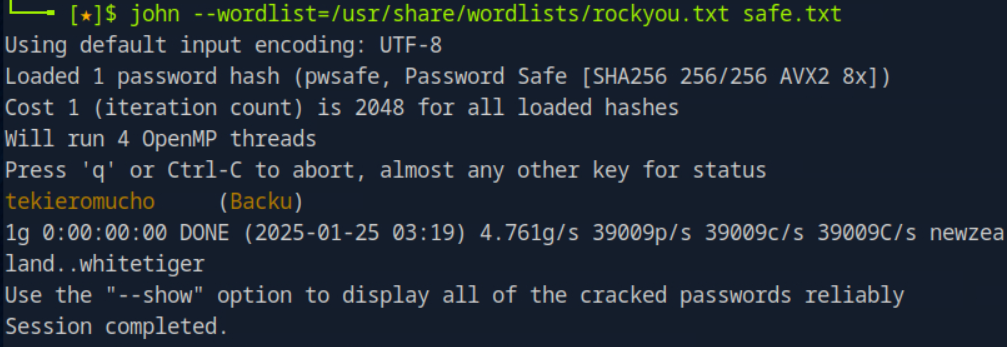 [★]$ john --wordlist=/usr/share/wordlists/rockyou.txt safe.txt
Using default input encoding: UTF-8
Loaded 1 password hash (pwsafe, Password Safe [SHA256 256/256 AVX2 8x])
Cost 1 (iteration count) is 2048 for all loaded hashes
Will run 4 OpenMP threads
Press 'q' or Ctrl-C to abort, almost any other key for status
tekieromucho     (Backu)
1g 0:00:00:00 DONE (2025-01-25 03:19) 4.761g/s 39009p/s 39009c/s 39009C/s newzea
land..whitetiger
Use the "--show" option to display all of the cracked passwords reliably
Session completed.